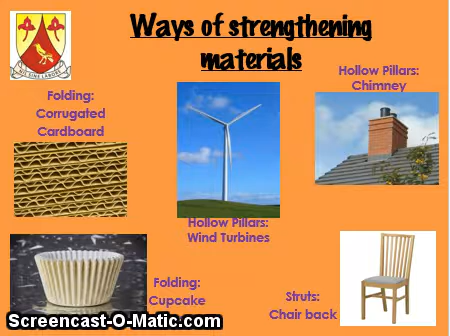 Ways of strengthening
materials
Hollow Pillars:
Chimney
Folding:
Corrugated
Cardboard
Hollow Pillars:
Wind Turbines
Folding:
Cupcake
Struts:
Chair back
Screencast-O-Matic.com